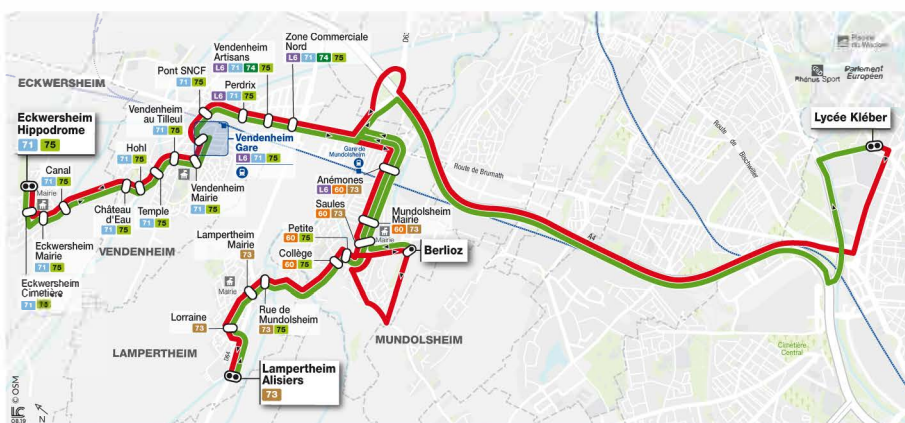 ECKWERSHEIM
Eckwersheim
Hippodrome
71 75
Canal
71 75
Mairie
Eckwersheim
Mairie
71 75
Eckwersheim
Cimetière
71 75
VENDENHEIM
Château
d'Eau
71 75
Hohl
71 75
Temple
71 75
Vendenheim
au Tilleul
71 75
Pont SNCF
71 75
Vendenheim
Mairie
71 75
Vendenheim
Gare
L6 71 75
Perdrix
L6 71 75
Vendenheim
Artisans
L6 71 74 75
Zone Commerciale
Nord
L6 71 74 75
Gare de
Mundolsheim
Anémones
L6 60 73
Saules
60 73
Mundolsheim
Mairie
60 73
Mairie
Petite
60 75
Collège
60 75
Berlioz
Lampertheim
Mairie
73
Mairie
Rue de
Mundolsheim
73 75
Lorraine
73
LAMPERTHEIM
D64
Lampertheim
Alisiers
73
MUNDOLSHEIM
Route de Brumath
A4
Route de
Bischwiller
Cimetière
Central
Lycée Kléber
Rhénus Sport
Parlement
Européen
© OSM
09.19
N